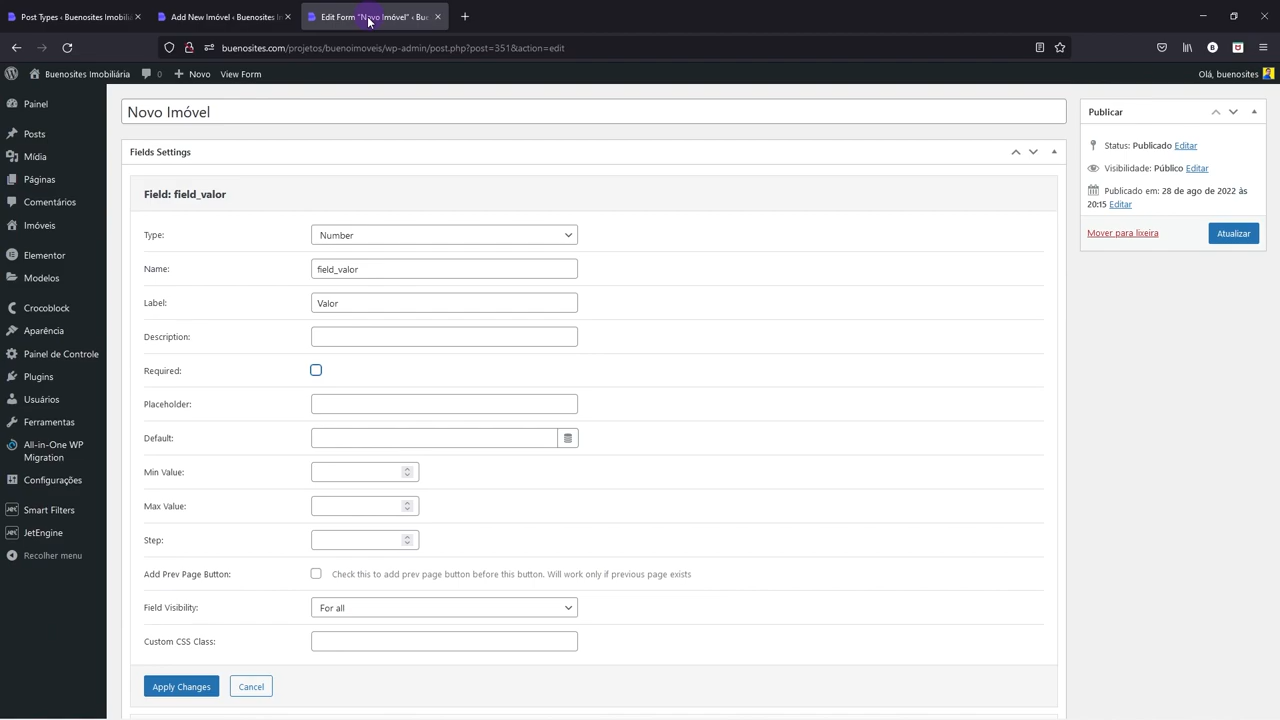 Post Types ‹ Buenosites Imobiliá
Add New Imóvel ‹ Buenosites Im
Edit Form "Novo Imóvel" ‹ Bue
buenosites.com/projetos/buenoimoveis/wp-admin/post.php?post=351&action=edit
Buenosites Imobiliária
0
Novo
View Form
Olá, buenosites
Painel
Posts
Mídia
Páginas
Comentários
Imóveis
Elementor
Modelos
Crocoblock
Aparência
Painel de Controle
Plugins
Usuários
Ferramentas
All-in-One WP
Migration
Configurações
Smart Filters
JetEngine
Recolher menu
Novo Imóvel
Fields Settings
Field: field_valor
Type:
Number
Name:
field_valor
Label:
Valor
Description:
Required:
Placeholder:
Default:
Min Value:
Max Value:
Step:
Add Prev Page Button:
Check this to add prev page button before this button. Will work only if previous page exists
Field Visibility:
For all
Custom CSS Class:
Apply Changes
Cancel
Publicar
Status: Publicado Editar
Visibilidade: Público Editar
Publicado em: 28 de ago de 2022 às
20:15 Editar
Mover para lixeira
Atualizar